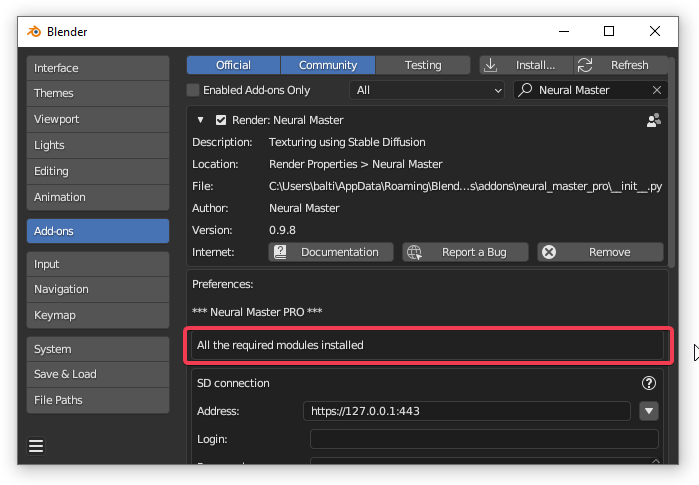 Blender
Interface
Themes
Viewport
Lights
Editing
Animation
Add-ons
Input
Navigation
Keymap
System
Save & Load
File Paths
Official Community Testing Install... Refresh
Enabled Add-ons Only All Neural Master
Render: Neural Master
Description: Texturing using Stable Diffusion
Location: Render Properties > Neural Master
File: C:\Users\balti\AppData\Roaming\Blend...s\addons\neural_master_pro\__init__.py
Author: Neural Master
Version: 0.9.8
Internet: Documentation Report a Bug Remove
Preferences:
*** Neural Master PRO ***
All the required modules installed
SD connection ?
Address: https://127.0.0.1:443
Login: